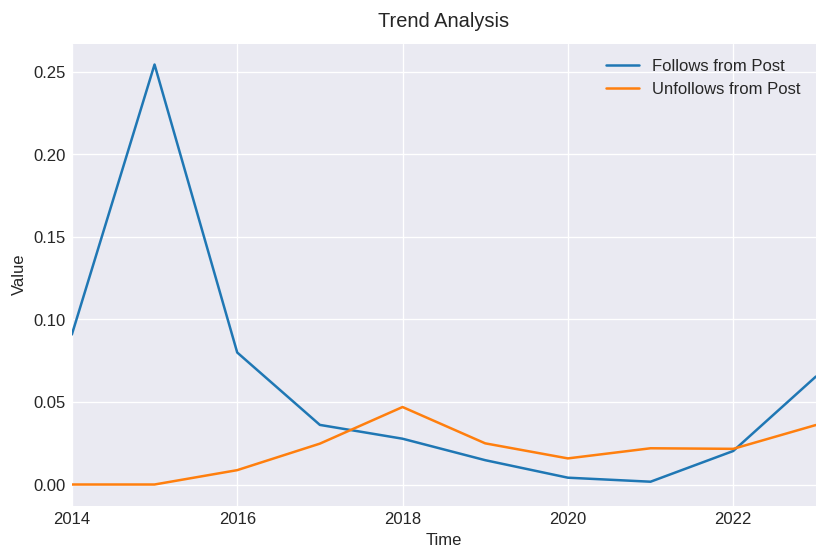 Trend Analysis
Follows from Post
Unfollows from Post
0.25
0.20
0.15
0.10
0.05
0.00
Value
2014 2016 2018 2020 2022
Time